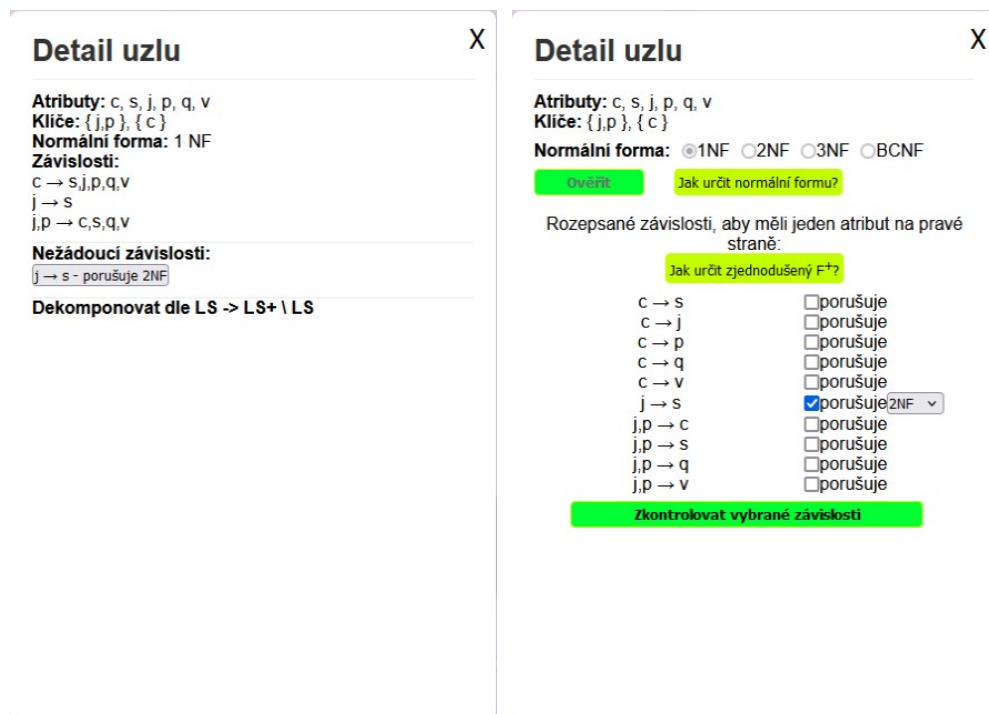 Detail uzlu
X
Atributy: c, s, j, p, q, v
Klíče: { j,p }, { c }
Normální forma: 1 NF
Závislosti:
c → s,j,p,q,v
j → s
j,p → c,s,q,v
Nežádoucí závislosti:
j → s - porušuje 2NF
Dekomponovat dle LS -> LS+ \ LS
Detail uzlu
X
Atributy: c, s, j, p, q, v
Klíče: { j,p }, { c }
Normální forma: 1NF 2NF 3NF BCNF
Ověřit
Jak určit normální formu?
Rozepsané závislosti, aby měli jeden atribut na pravé
straně:
Jak určit zjednodušený F+?
c → s porušuje
c → j porušuje
c → p porušuje
c → q porušuje
c → v porušuje
j → s porušuje 2NF
j,p → c porušuje
j,p → s porušuje
j,p → q porušuje
j,p → v porušuje
Zkontrolovat vybrané závislosti